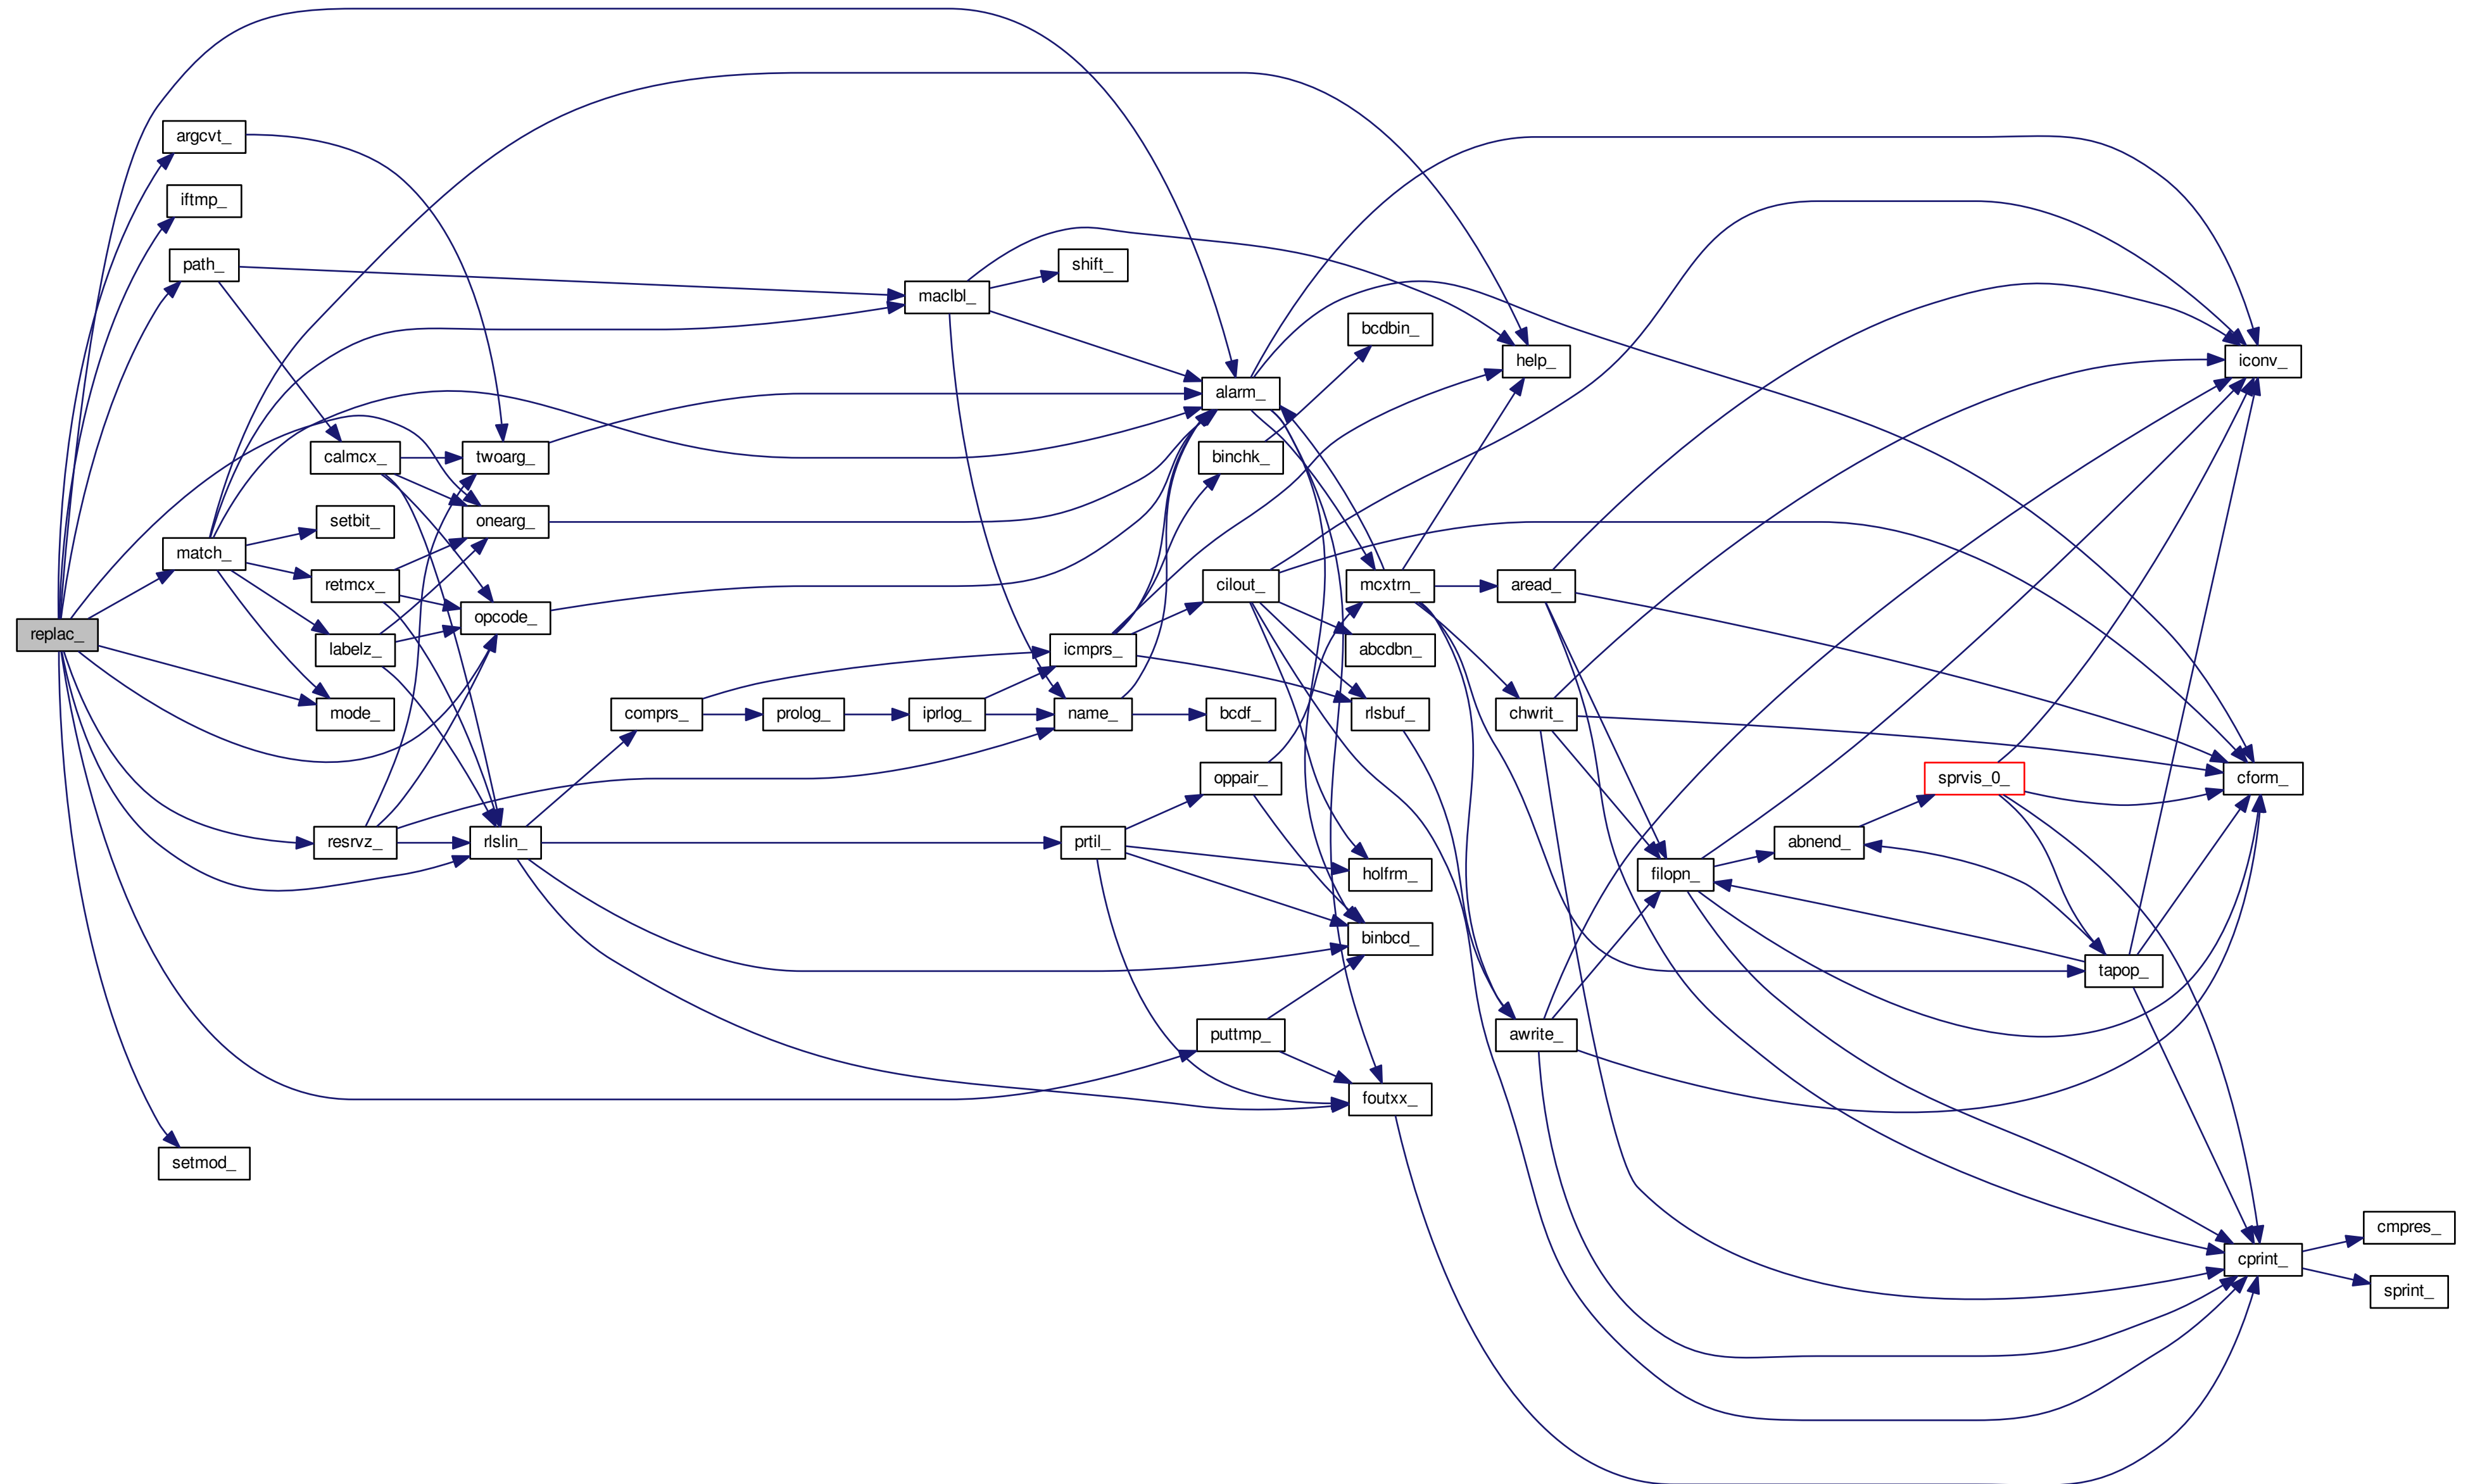 replac_
argcvt_
iftmp_
path_
match_
setmod_
calmcx_
setbit_
retmcx_
labelz_
mode_
resrvz_
twoarg_
onearg_
opcode_
rlslin_
comprs_
prolog_
maclbl_
iprlog_
shift_
icmprs_
name_
prtil_
alarm_
binchk_
cilout_
bcdf_
oppair_
puttmp_
bcdbin_
mcxtrn_
abcdbn_
rlsbuf_
holfrm_
binbcd_
foutxx_
help_
aread_
chwrit_
awrite_
filopn_
abnend_
sprvis_0_
tapop_
iconv_
cform_
cprint_
cmpres_
sprint_